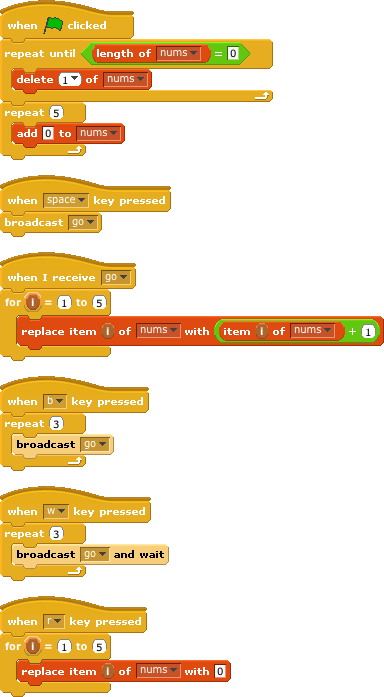 when clicked
repeat until length of nums = 0
delete 1 of nums
repeat 5
add 0 to nums
when space key pressed
broadcast go
when I receive go
for i = 1 to 5
replace item i of nums with item i of nums + 1
when b key pressed
repeat 3
broadcast go
when w key pressed
repeat 3
broadcast go and wait
when r key pressed
for i = 1 to 5
replace item i of nums with 0